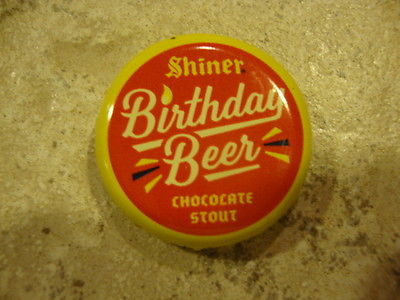 Shiner
Birthday
Beer
CHOCOLATE
STOUT